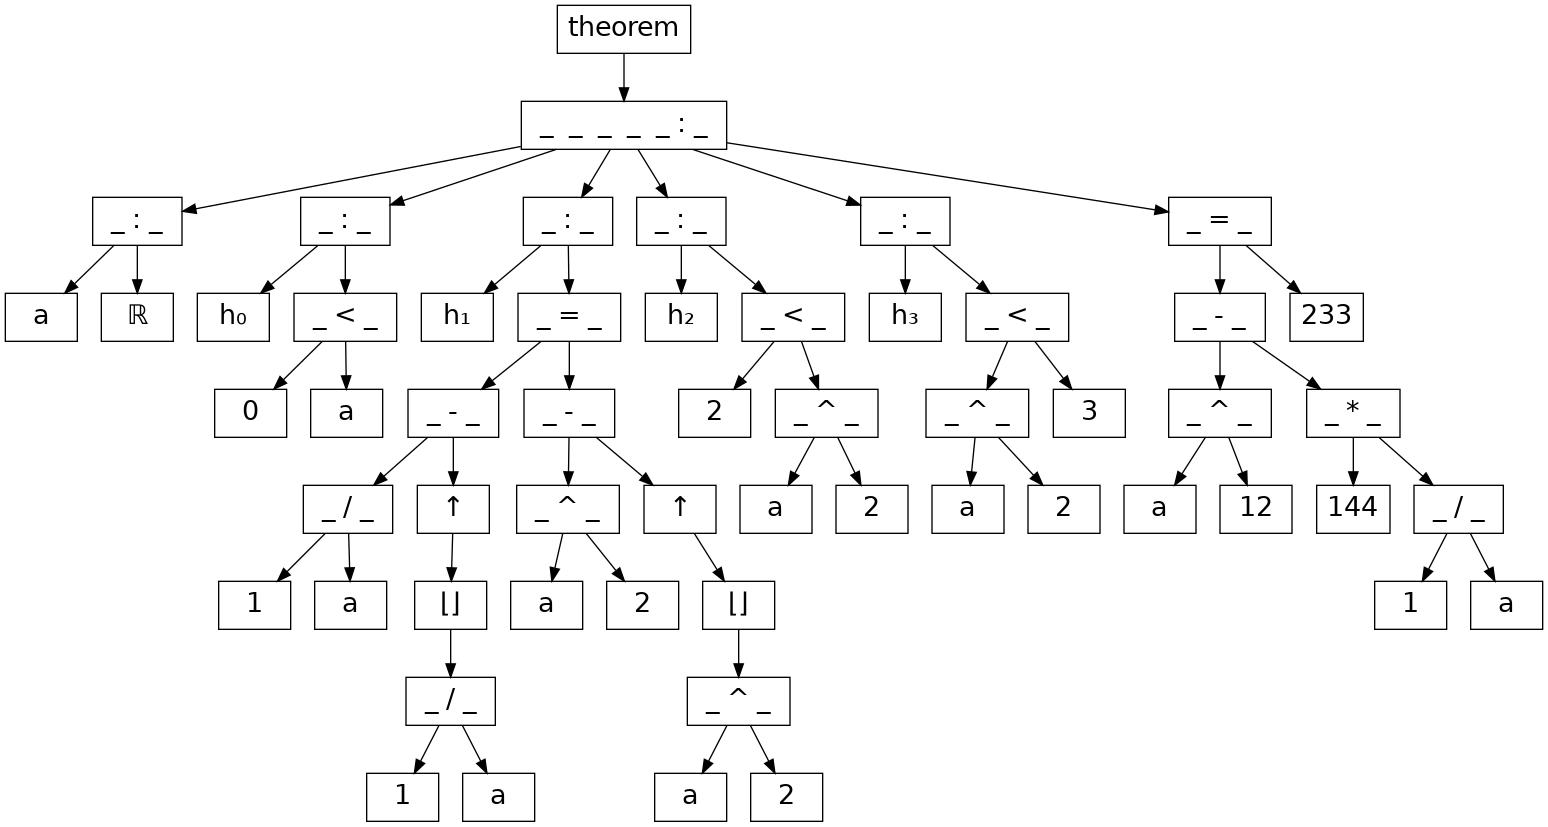 theorem
_ _ _ _ _ : _
_ : _ _ : _ _ : _ _ : _ _ : _ _ = _
a ℝ h₀ _ < _ h₁ _ = _ h₂ _ < _ h₃ _ < _ _ - _ 233
0 a _ - _ _ - _ 2 _ ^ _ _ ^ _ 3 _ ^ _ _ * _
_ / _ ↑ _ ^ _ ↑ a 2 a 2 a 12 144 _ / _
1 a ⌊⌋ a 2 ⌊⌋ 1 a
_ / _ _ ^ _
1 a a 2